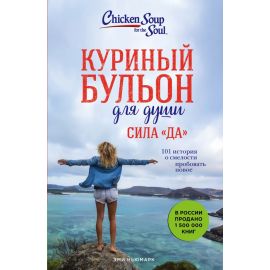 Chicken Soup
for the
Soul
КУРИНЫЙ
БУЛЬОН
для души
СИЛА «ДА»
101 история
о смелости
пробовать
новое
В РОССИИ
ПРОДАНО
1 500 000
КНИГ
ЭМИ НЬЮМАРК